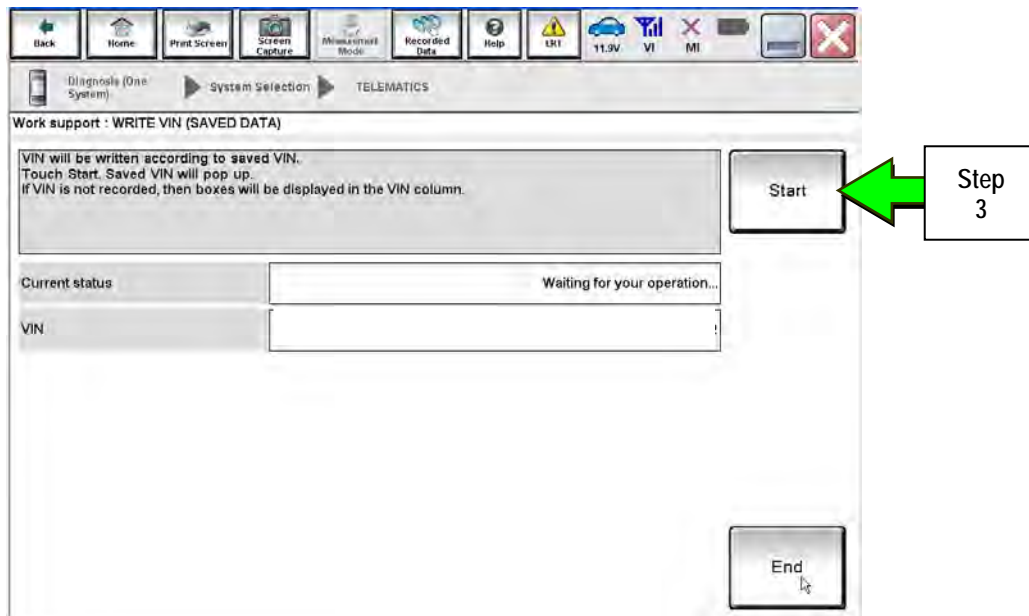 Back
Home
Print Screen
Screen Capture
Measurement Mode
Recorded Data
Help
ERT
11.9V
VI
MI
Diagnosis (One System)
System Selection
TELEMATICS
Work support : WRITE VIN (SAVED DATA)
VIN will be written according to saved VIN.
Touch Start. Saved VIN will pop up.
If VIN is not recorded, then boxes will be displayed in the VIN column.
Start
Step
3
Current status
Waiting for your operation...
VIN
End